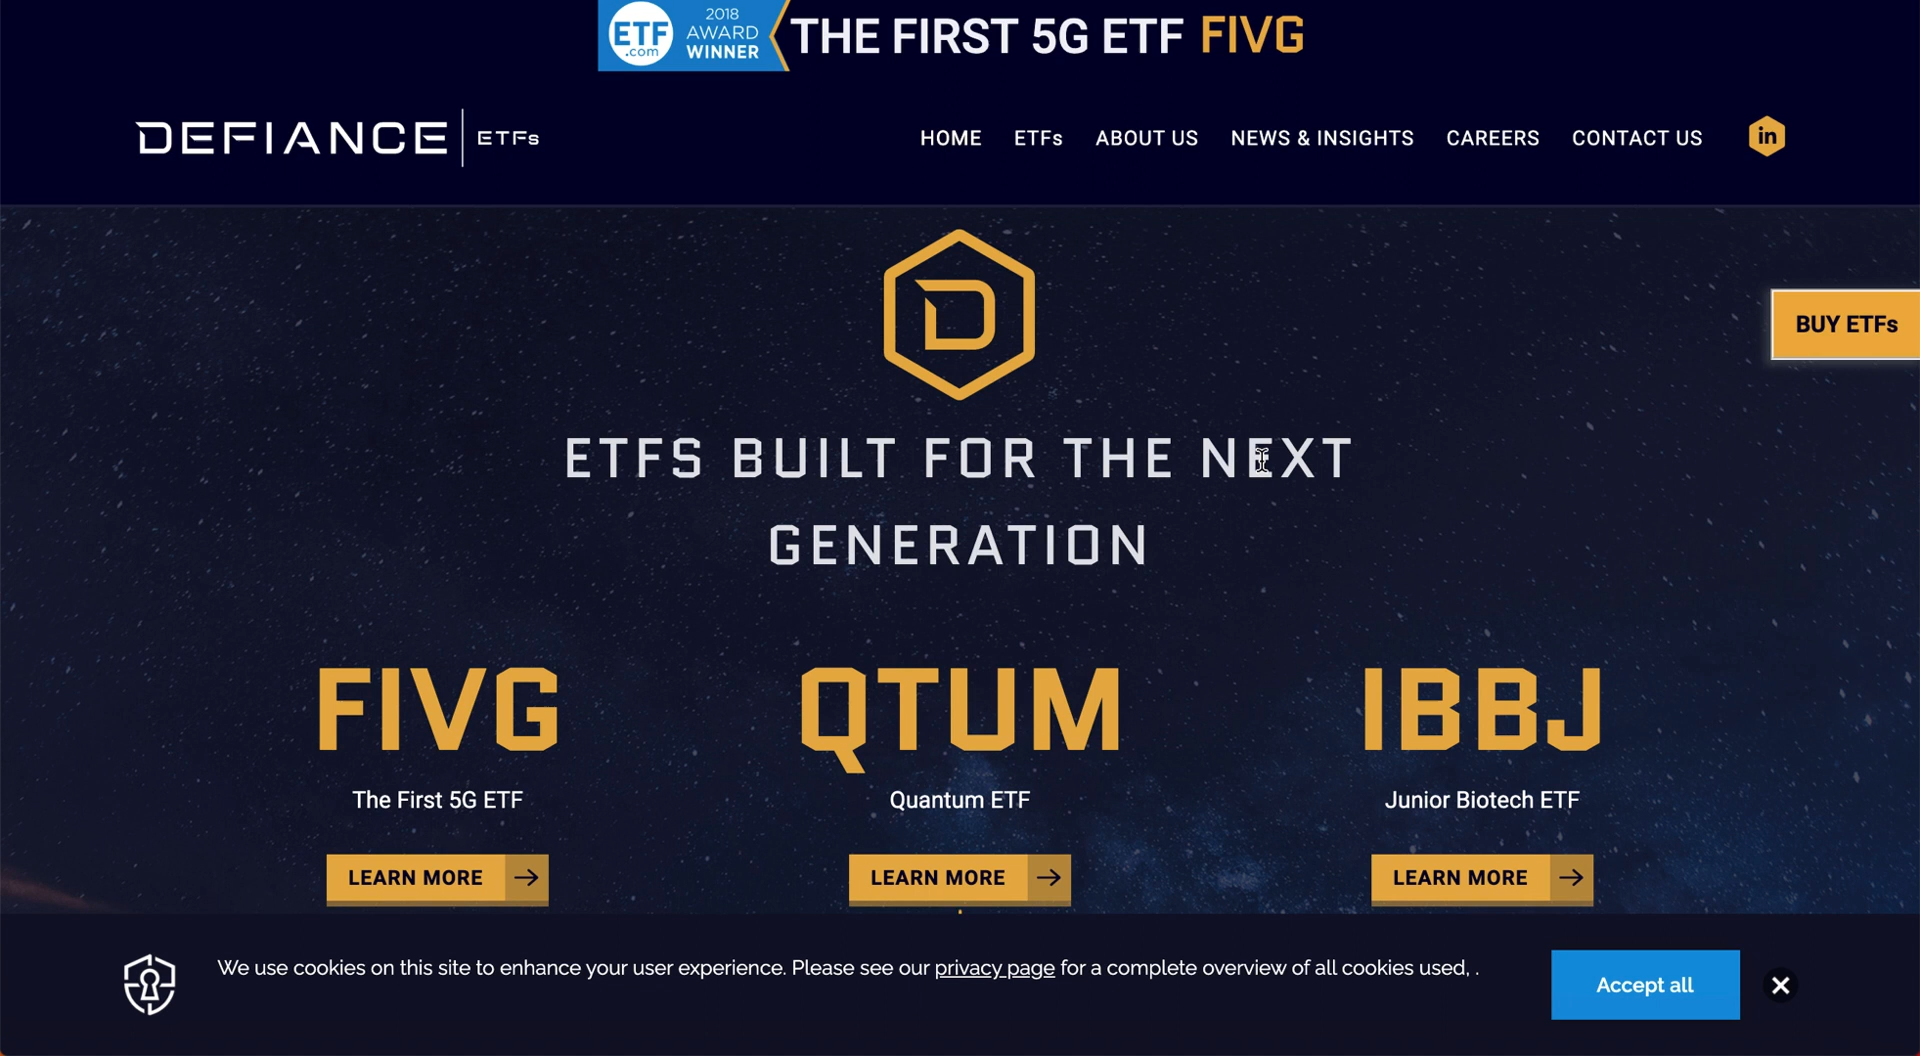 ETF
.com
2018
AWARD
WINNER
THE FIRST 5G ETF FIVG
DEFIANCE ETFs
HOME ETFs ABOUT US NEWS & INSIGHTS CAREERS CONTACT US in
D
BUY ETFs
ETFS BUILT FOR THE NEXT
GENERATION
FIVG QTUM IBBJ
The First 5G ETF Quantum ETF Junior Biotech ETF
LEARN MORE → LEARN MORE → LEARN MORE →
We use cookies on this site to enhance your user experience. Please see our privacy page for a complete overview of all cookies used, .
Accept all